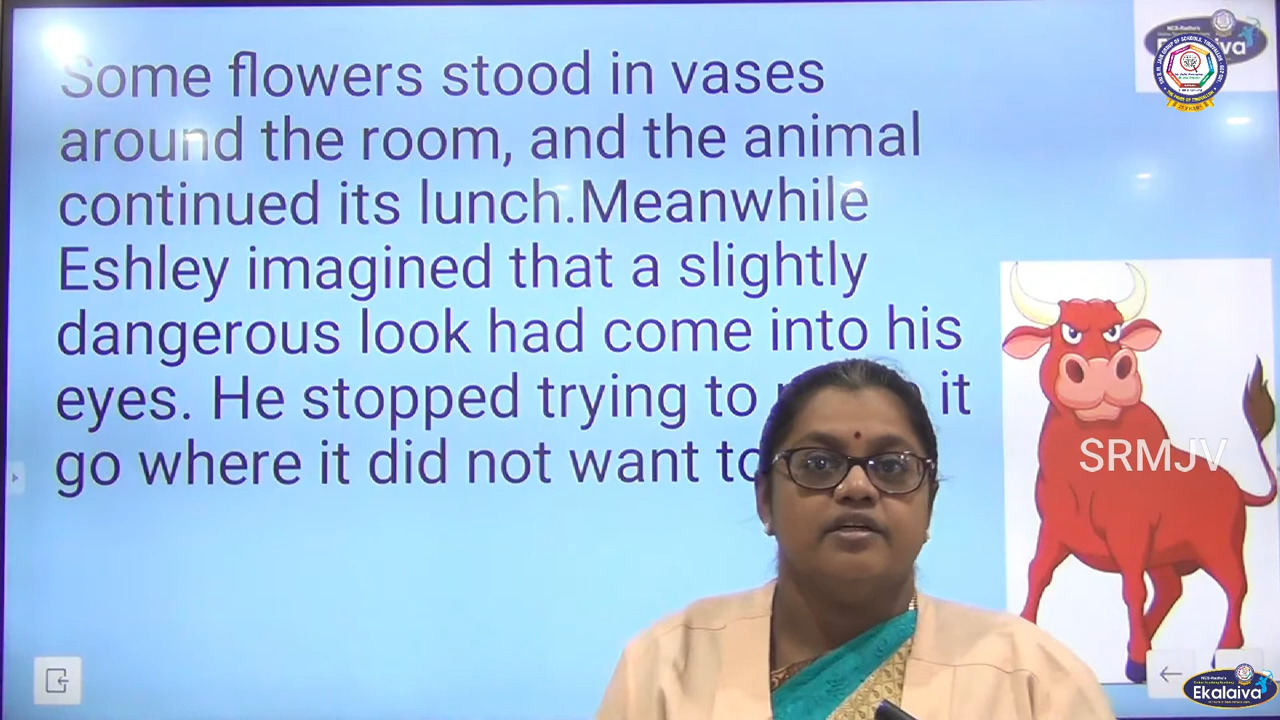 Some flowers stood in vases
around the room, and the animal
continued its lunch.Meanwhile
Eshley imagined that a slightly
dangerous look had come into his
eyes. He stopped trying to it
go where it did not want to
SRMJV
Ekalaiva